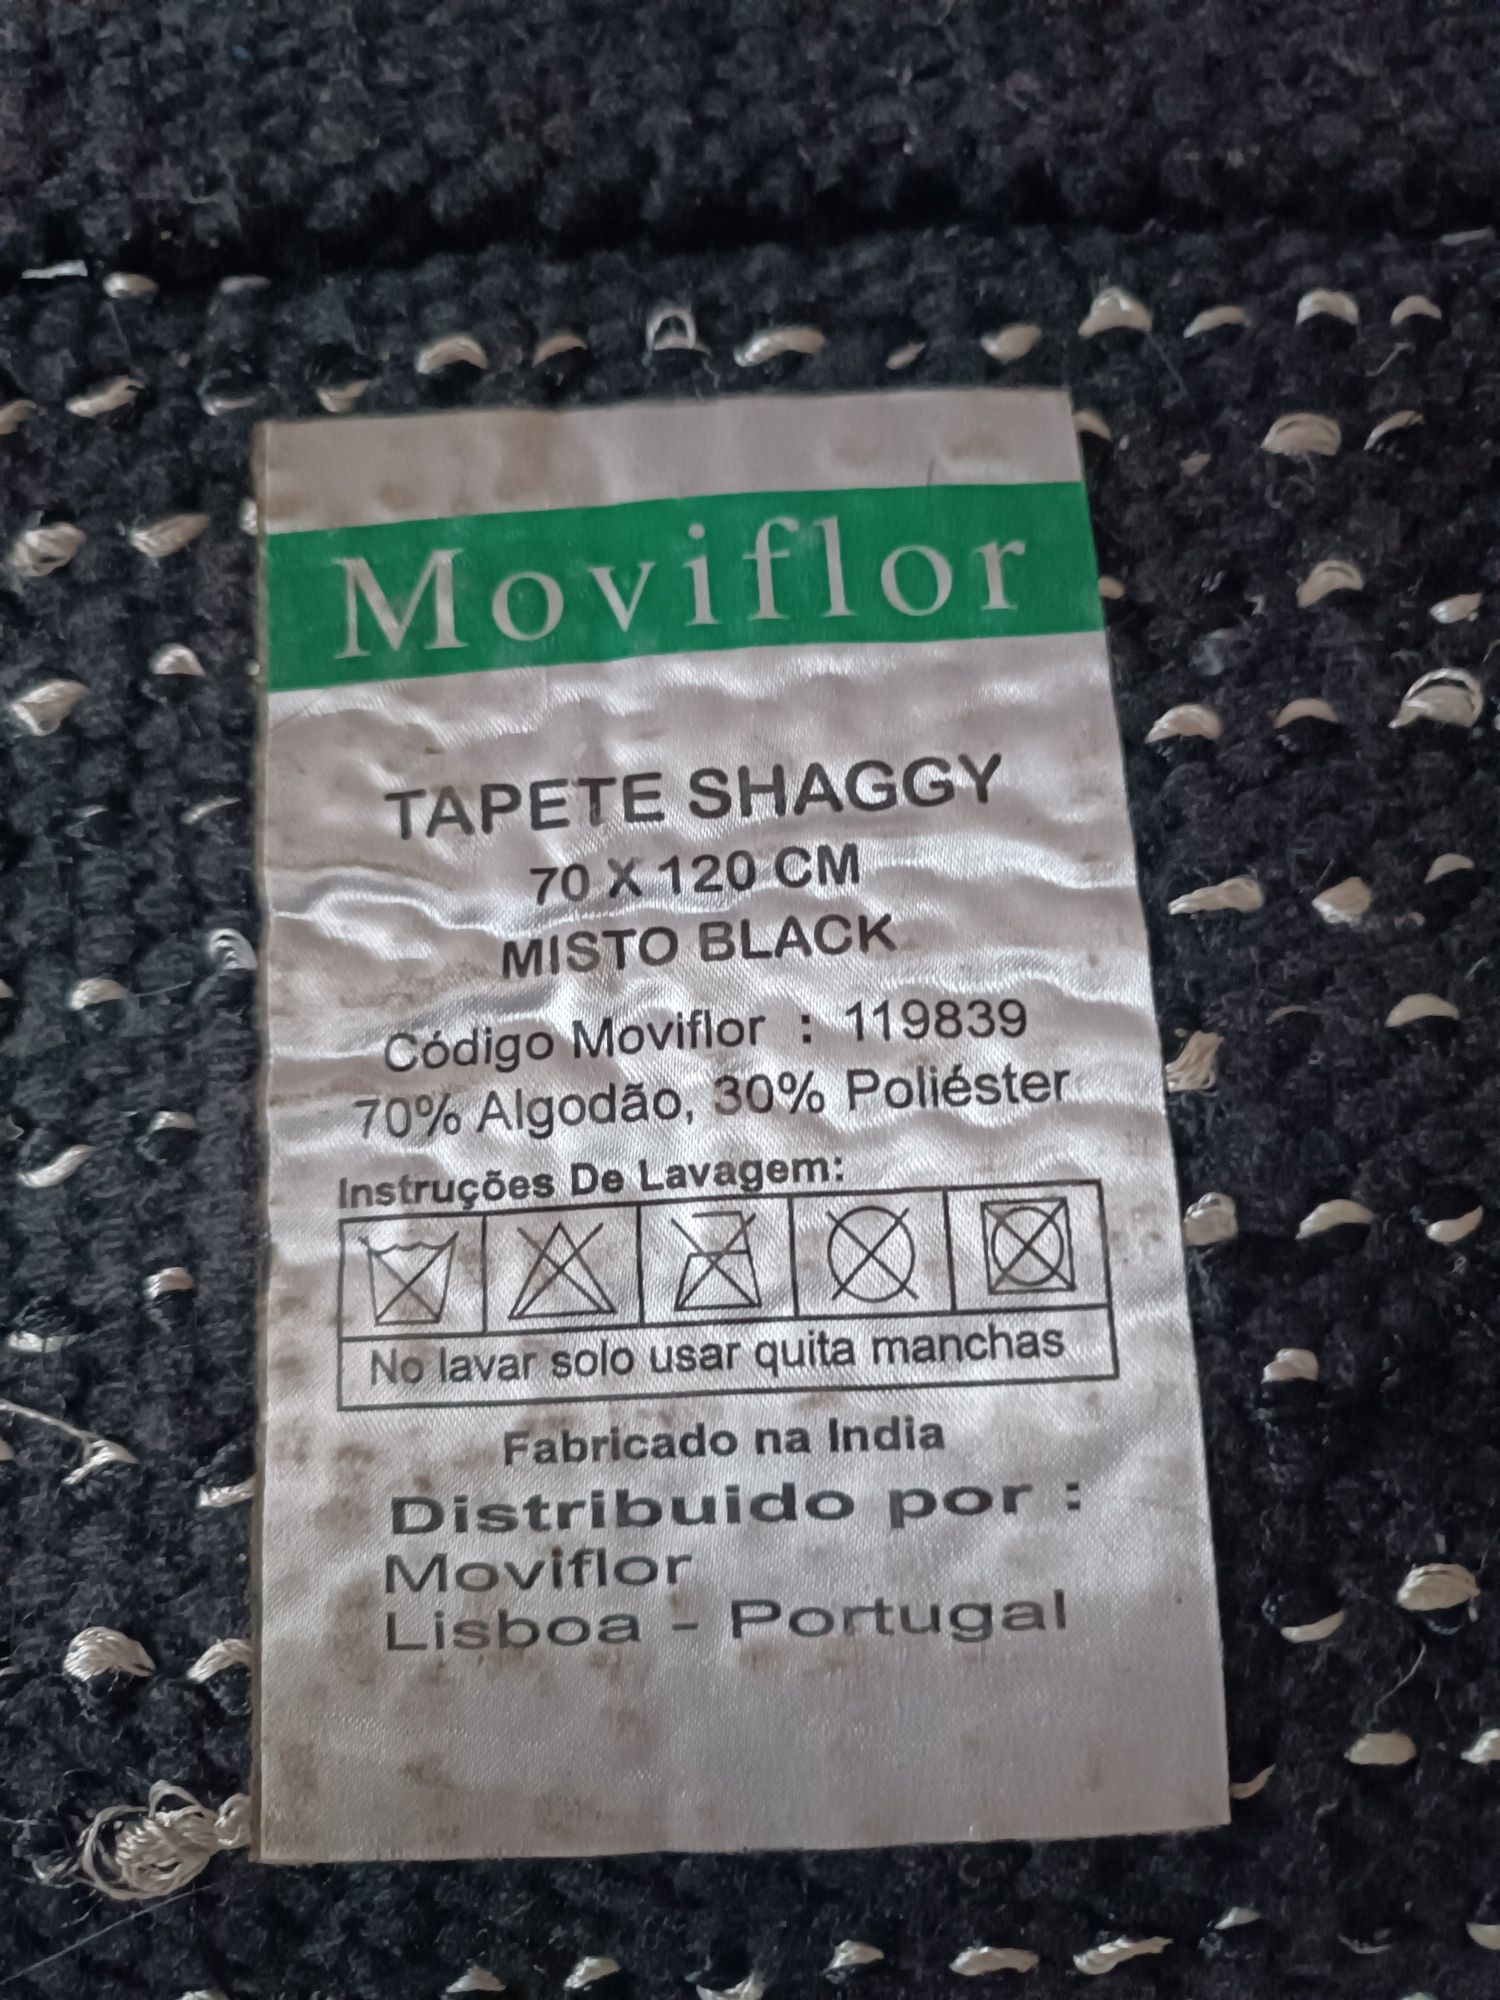 Moviflor
TAPETE SHAGGY
70 X 120 CM
MISTO BLACK
Código Moviflor : 119839
70% Algodão, 30% Poliéster
Instruções De Lavagem:
No lavar solo usar quita manchas
Fabricado na India
Distribuido por :
Moviflor
Lisboa - Portugal